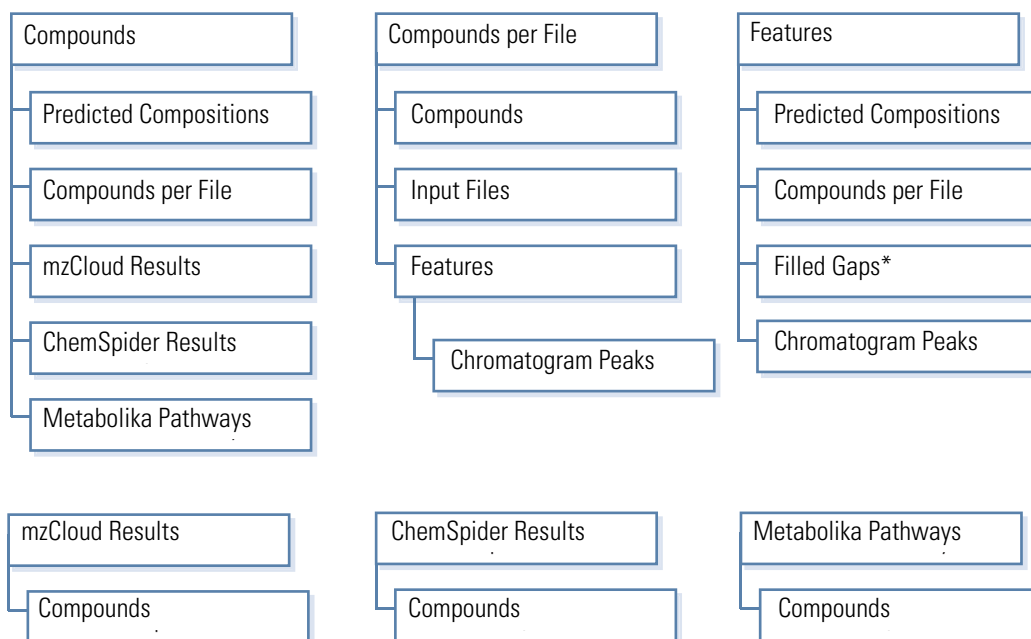 Compounds
Predicted Compositions
Compounds per File
mzCloud Results
ChemSpider Results
Metabolika Pathways
Compounds per File
Compounds
Input Files
Features
Chromatogram Peaks
Features
Predicted Compositions
Compounds per File
Filled Gaps*
Chromatogram Peaks
mzCloud Results
Compounds
ChemSpider Results
Compounds
Metabolika Pathways
Compounds